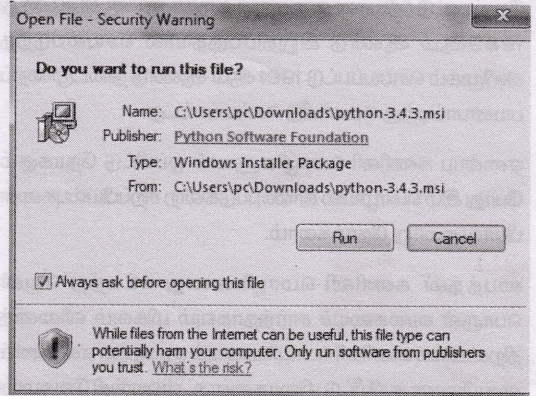 Open File - Security Warning
Do you want to run this file?
Name: C:\Users\pc\Downloads\python-3.4.3.msi
Publisher: Python Software Foundation
Type: Windows Installer Package
From: C:\Users\pc\Downloads\python-3.4.3.msi
Run Cancel
Always ask before opening this file
While files from the Internet can be useful, this file type can
potentially harm your computer. Only run software from publishers
you trust. What's the risk?